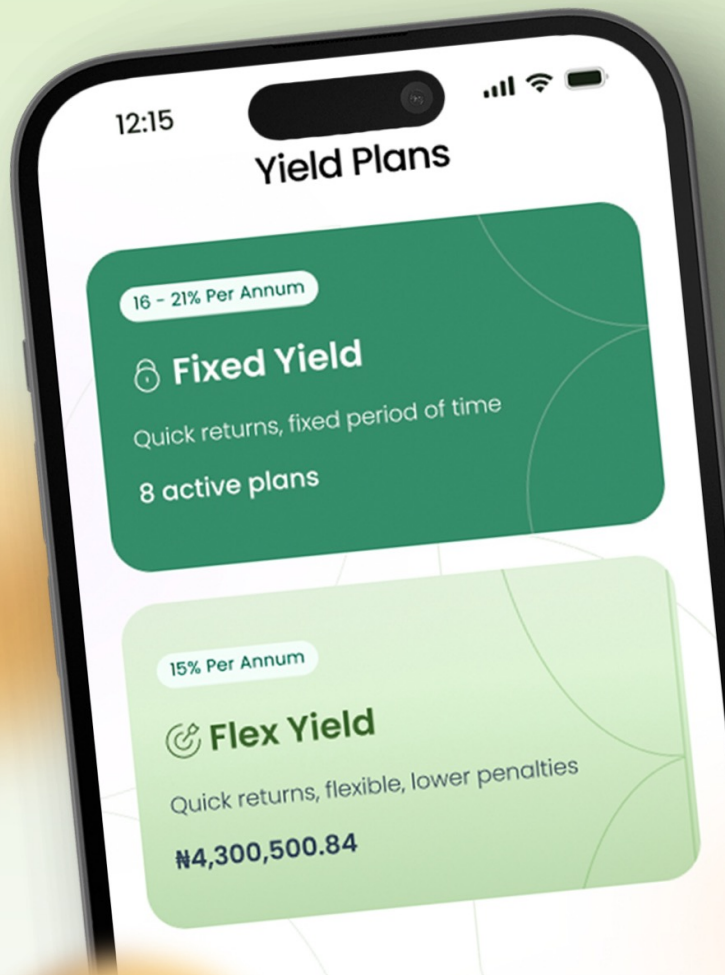 12:15
Yield Plans
16 - 21% Per Annum
Fixed Yield
Quick returns, fixed period of time
8 active plans
15% Per Annum
Flex Yield
Quick returns, flexible, lower penalties
₦4,300,500.84